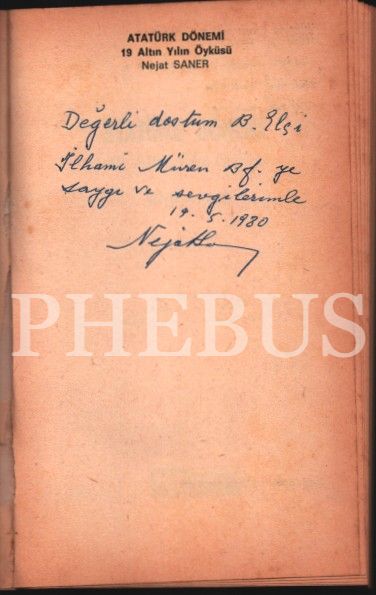 ATATÜRK DÖNEMİ
19 Altın Yılın Öyküsü
Nejat SANER
Değerli dostum B. Elçi
İlhami Müren Bf. ye
saygı ve sevgilerimle
19.5.1980
PHEBUS